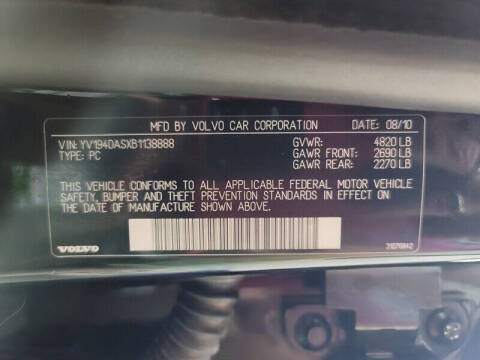 MFD BY VOLVO CAR CORPORATION DATE: 08/10
VIN: YV194DASXB1138888 GVWR: 4820 LB
TYPE: PC GAWR FRONT: 2690 LB
GAWR REAR: 2270 LB
THIS VEHICLE CONFORMS TO ALL APPLICABLE FEDERAL MOTOR VEHICLE
SAFETY, BUMPER AND THEFT PREVENTION STANDARDS IN EFFECT ON
THE DATE OF MANUFACTURE SHOWN ABOVE.
VOLVO